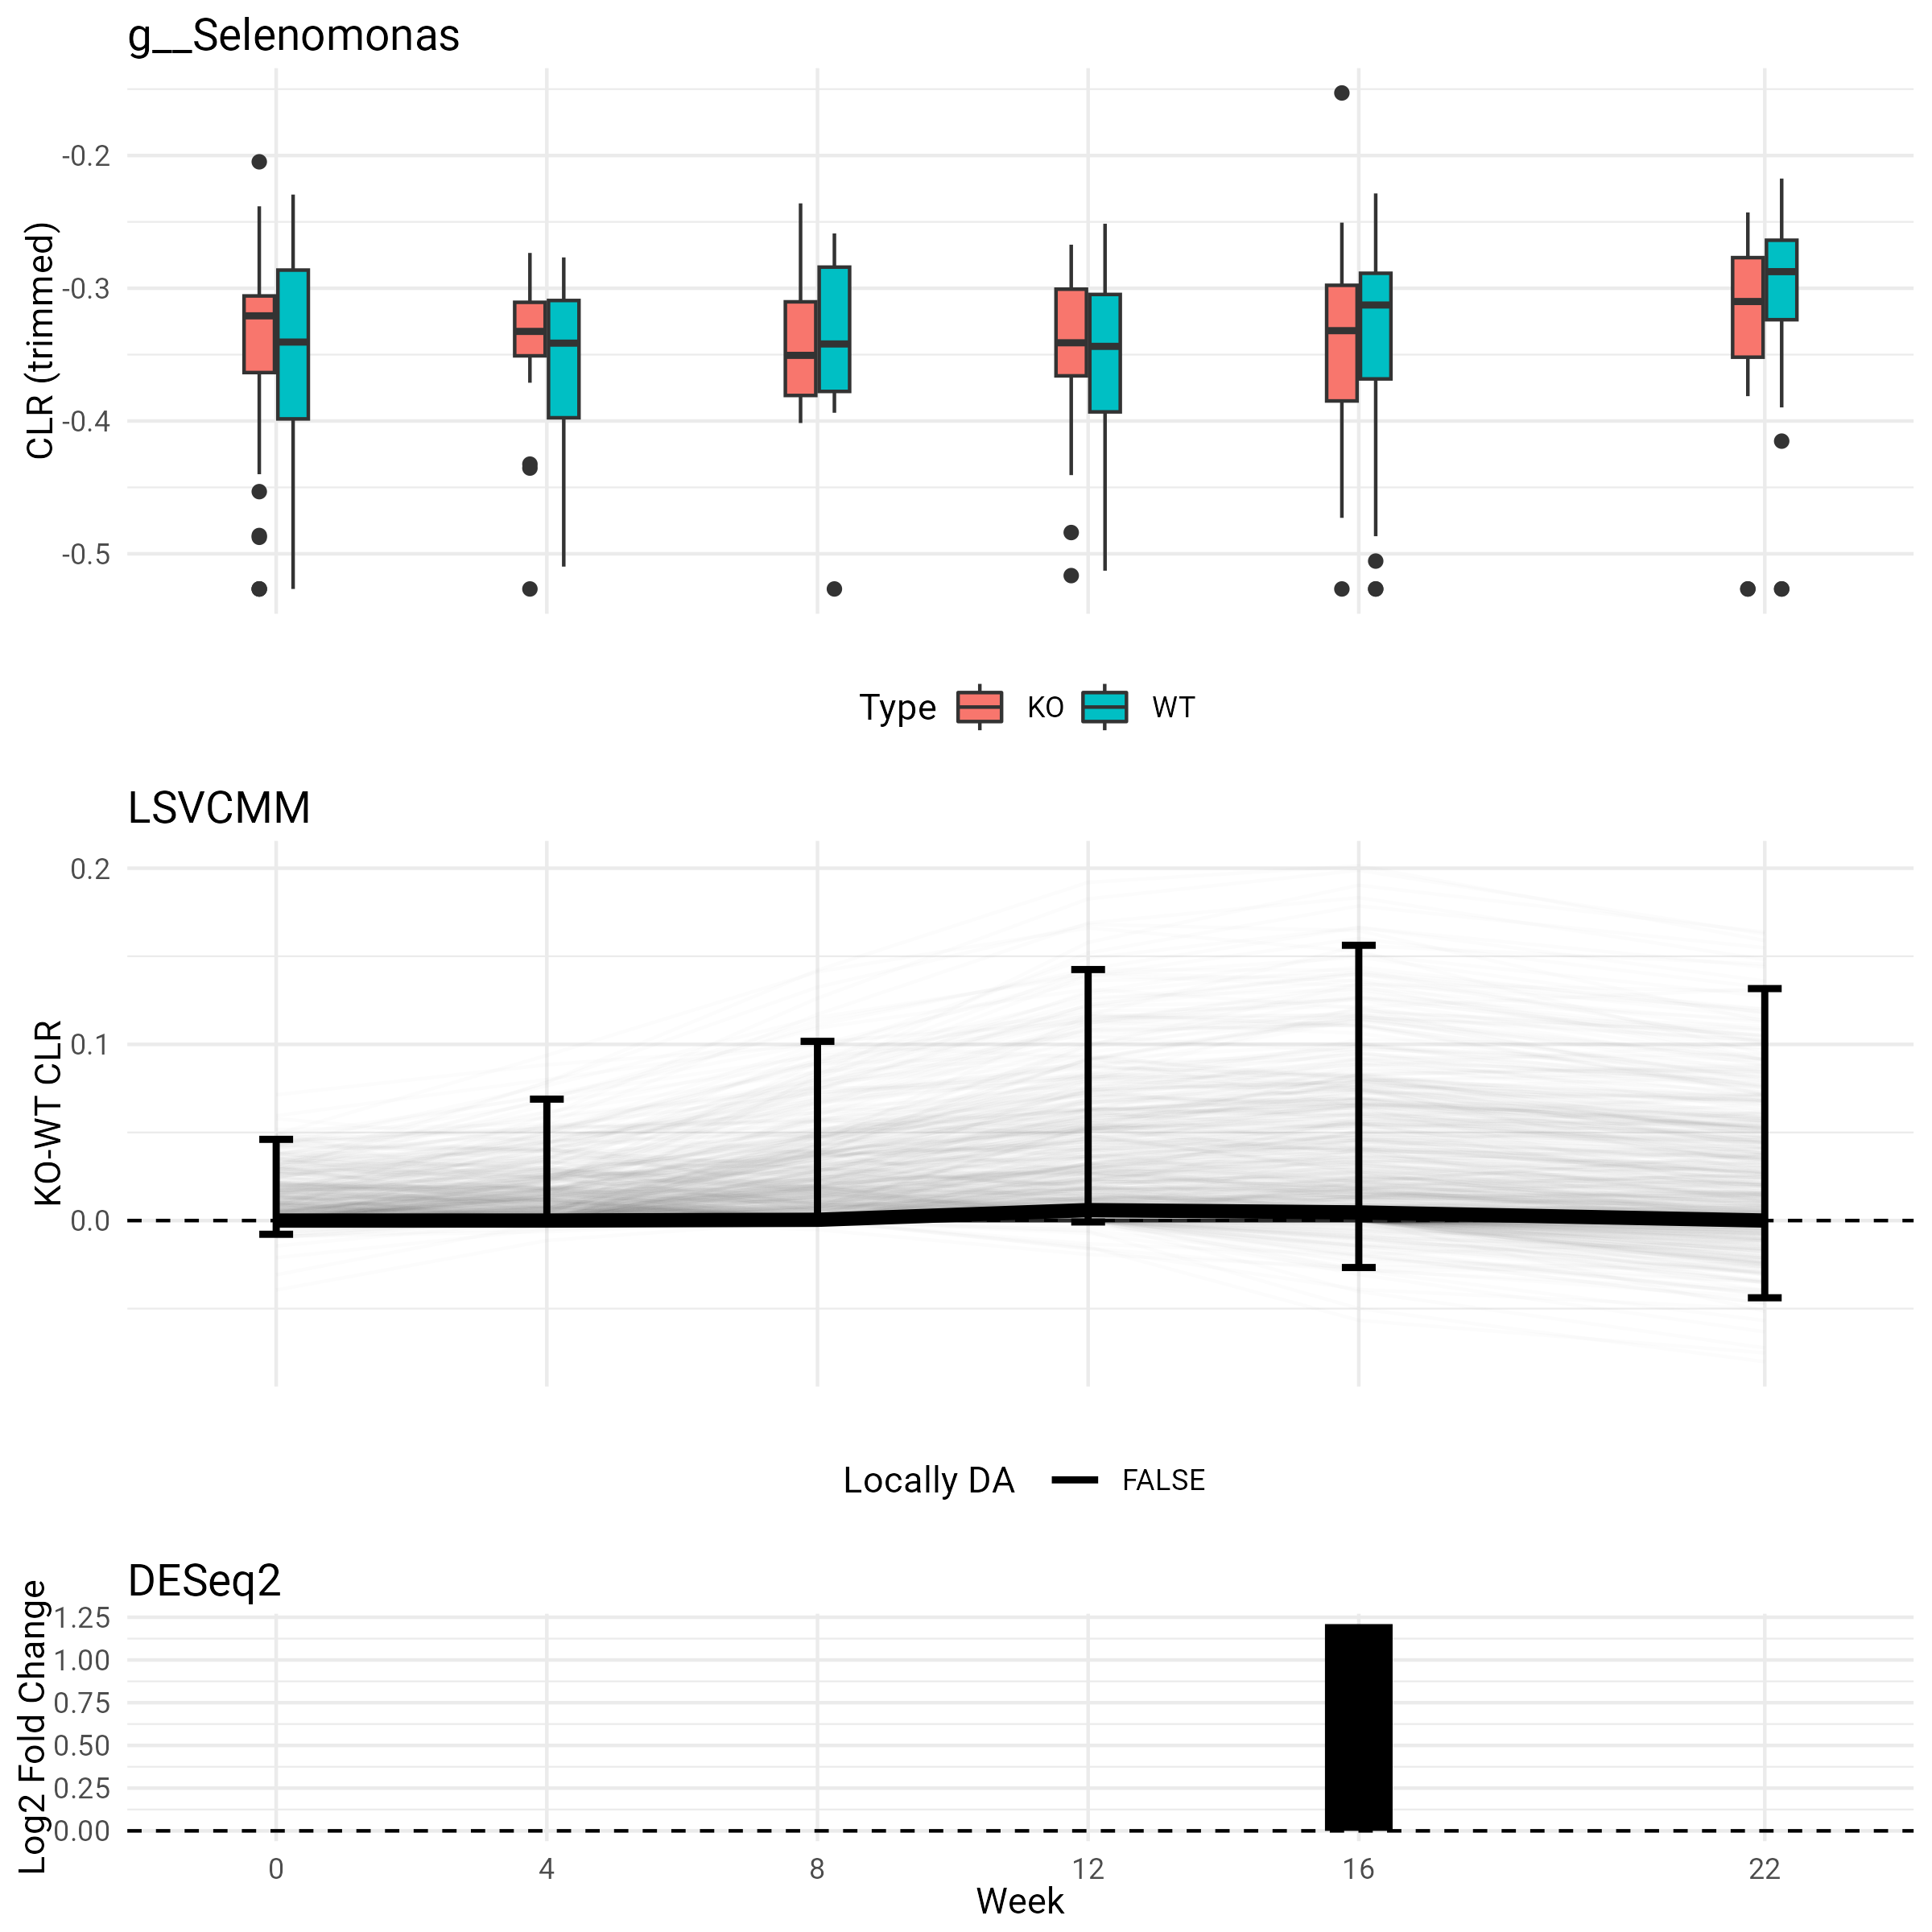 g__Selenomonas
CLR (trimmed)
-0.2
-0.3
-0.4
-0.5
Type KO WT
LSVCMM
KO-WT CLR
0.2
0.1
0.0
Locally DA FALSE
DESeq2
Log2 Fold Change
1.25
1.00
0.75
0.50
0.25
0.00
0 4 8 12 16 22
Week